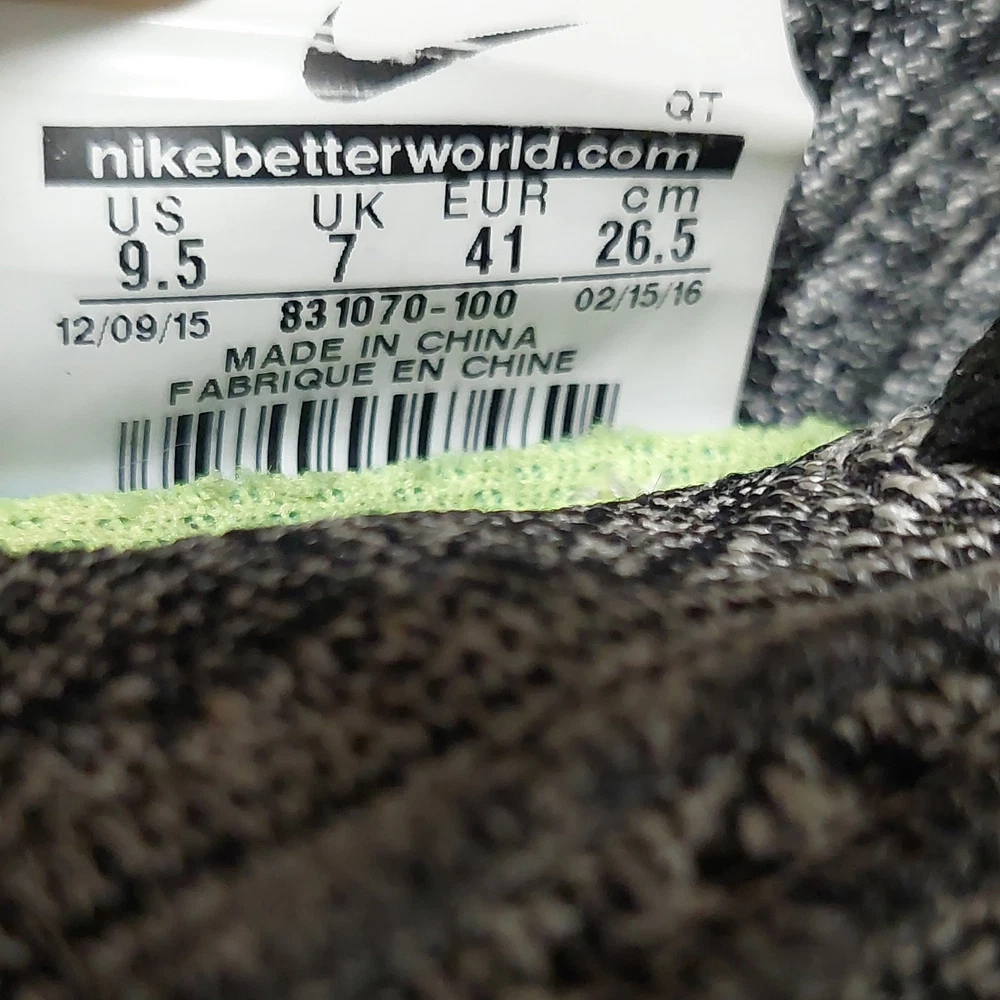 QT
nikebetterworld.com
US UK EUR cm
9.5 7 41 26.5
12/09/15 831070-100 02/15/16
MADE IN CHINA
FABRIQUE EN CHINE